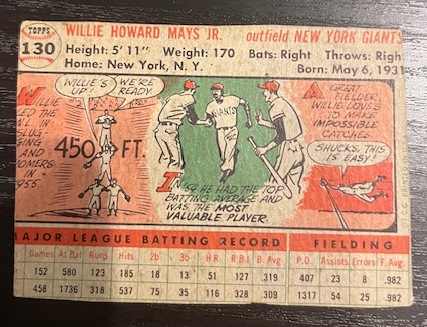 TOPPS
130
WILLIE HOWARD MAYS JR. outfield NEW YORK GIANTS
Height: 5' 11" Weight: 170 Bats: Right Throws: Right
Home: New York, N. Y. Born: May 6, 1931
WILLIE
LED THE
ML IN
SLUG
GING
AND
HOMERS
IN
1955.
WILLIE'S
UP!
WE'RE
READY.
450 FT.
GIANTS
IN '54 HE HAD THE TOP
BATTING AVERAGE AND
WAS THE MOST
VALUABLE PLAYER.
A GREAT
FIELDER,
WILLIE LOVES
TO MAKE
IMPOSSIBLE
CATCHES.
SHUCKS, THIS
IS EASY!
MAJOR LEAGUE BATTING RECORD FIELDING
Games At Bat Runs Hits 2b 3b H.R. R.B.I. B. Avg. P.O. Assists Errors F. Avg.
152 580 123 185 18 13 51 127 .319 407 23 8 .982
458 1736 318 537 75 35 116 308 .309 1317 54 25 .982